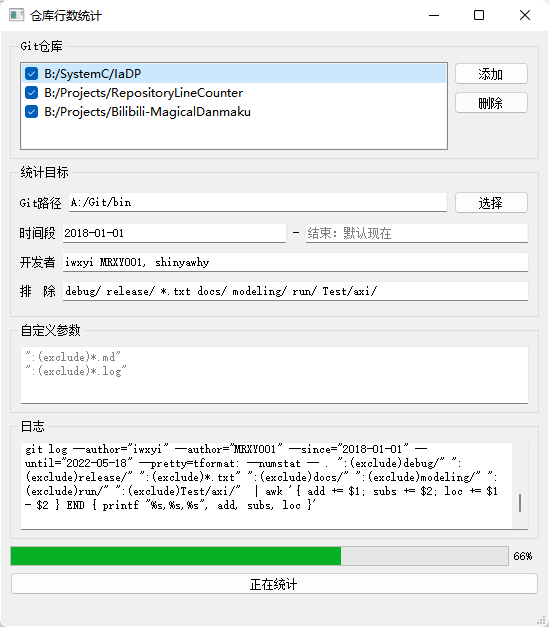 仓库行数统计
Git仓库
B:/SystemC/IaDP
添加
B:/Projects/RepositoryLineCounter
B:/Projects/Bilibili-MagicalDanmaku
删除
统计目标
Git路径 A:/Git/bin 选择
时间段 2018-01-01 - 结束：默认现在
开发者 iwxyi MRXY001, shinyawhy
排 除 debug/ release/ *.txt docs/ modeling/ run/ Test/axi/
自定义参数
":(exclude)*.md"
":(exclude)*.log"
日志
git log --author="iwxyi" --author="MRXY001" --since="2018-01-01" --
until="2022-05-18" --pretty=tformat: --numstat -- . ":(exclude)debug/" ":
(exclude)release/" ":(exclude)*.txt" ":(exclude)docs/" ":(exclude)modeling/" ":
(exclude)run/" ":(exclude)Test/axi/"  | awk '{ add += $1; subs += $2; loc += $1
- $2 } END { printf "%s,%s,%s", add, subs, loc }'
66%
正在统计